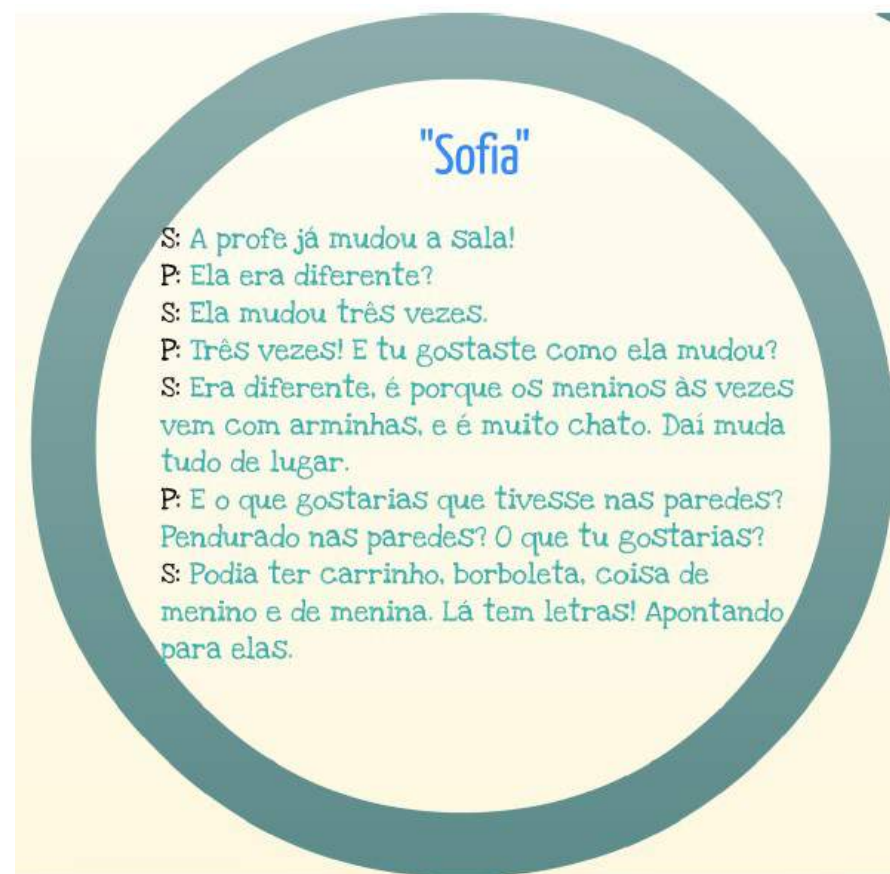 "Sofia"
S: A profe já mudou a sala!
P: Ela era diferente?
S: Ela mudou três vezes.
P: Três vezes! E tu gostaste como ela mudou?
S: Era diferente, é porque os meninos às vezes
vem com arminhas, e é muito chato. Daí muda
tudo de lugar.
P: E o que gostarias que tivesse nas paredes?
Pendurado nas paredes? O que tu gostarias?
S: Podia ter carrinho, borboleta, coisa de
menino e de menina. Lá tem letras! Apontando
para elas.